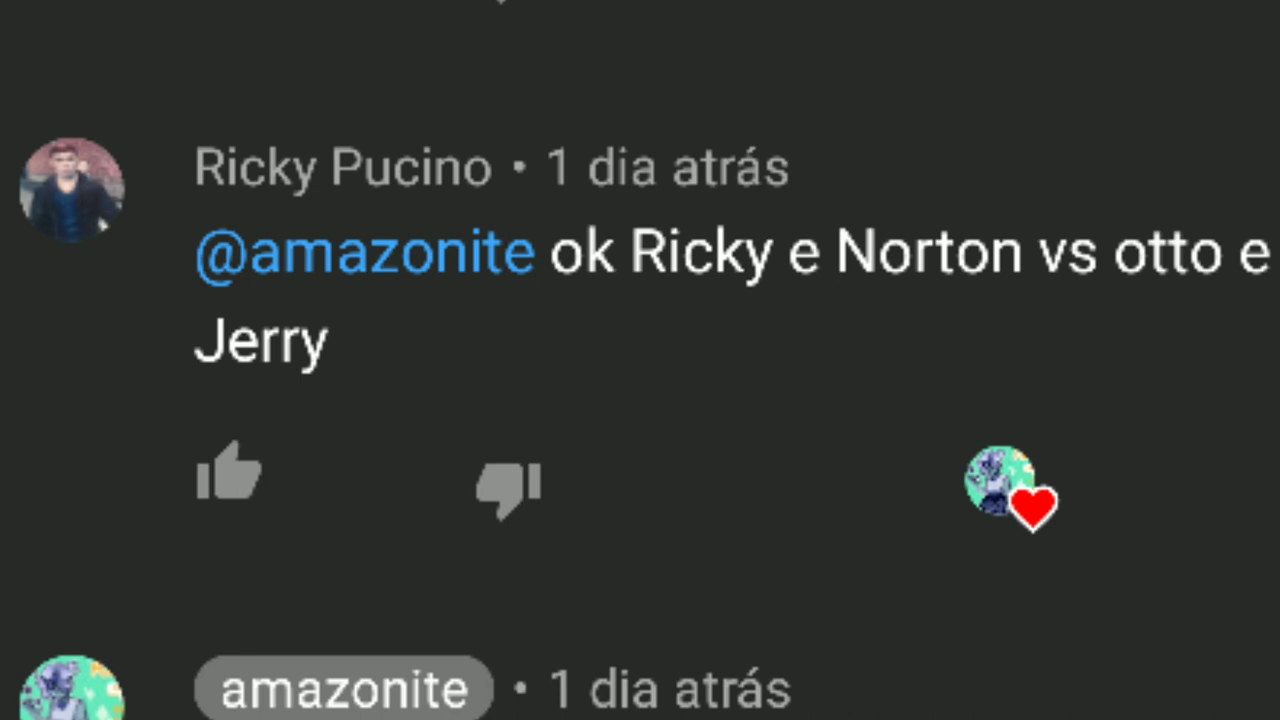 Ricky Pucino • 1 dia atrás
@amazonite ok Ricky e Norton vs otto e
Jerry
amazonite • 1 dia atrás